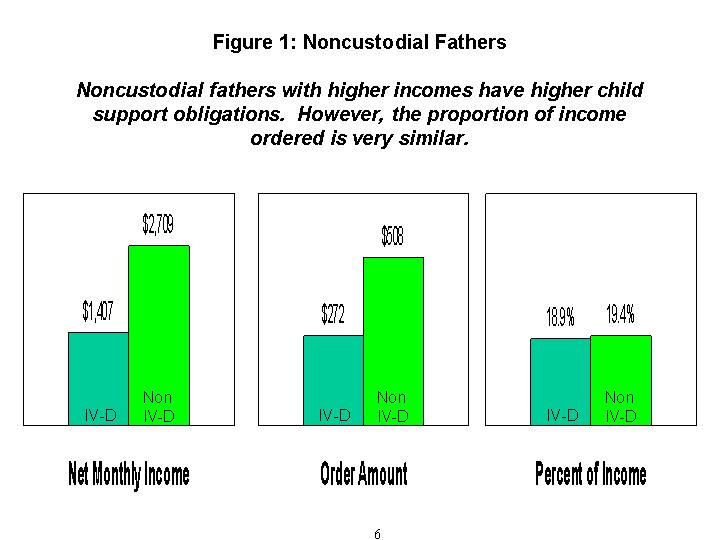 Figure 1: Noncustodial Fathers
Noncustodial fathers with higher incomes have higher child
support obligations.  However, the proportion of income
ordered is very similar.
$2,709
$1,407
IV-D
Non
IV-D
Net Monthly Income
$508
$272
IV-D
Non
IV-D
Order Amount
18.9%
19.4%
IV-D
Non
IV-D
Percent of Income
6